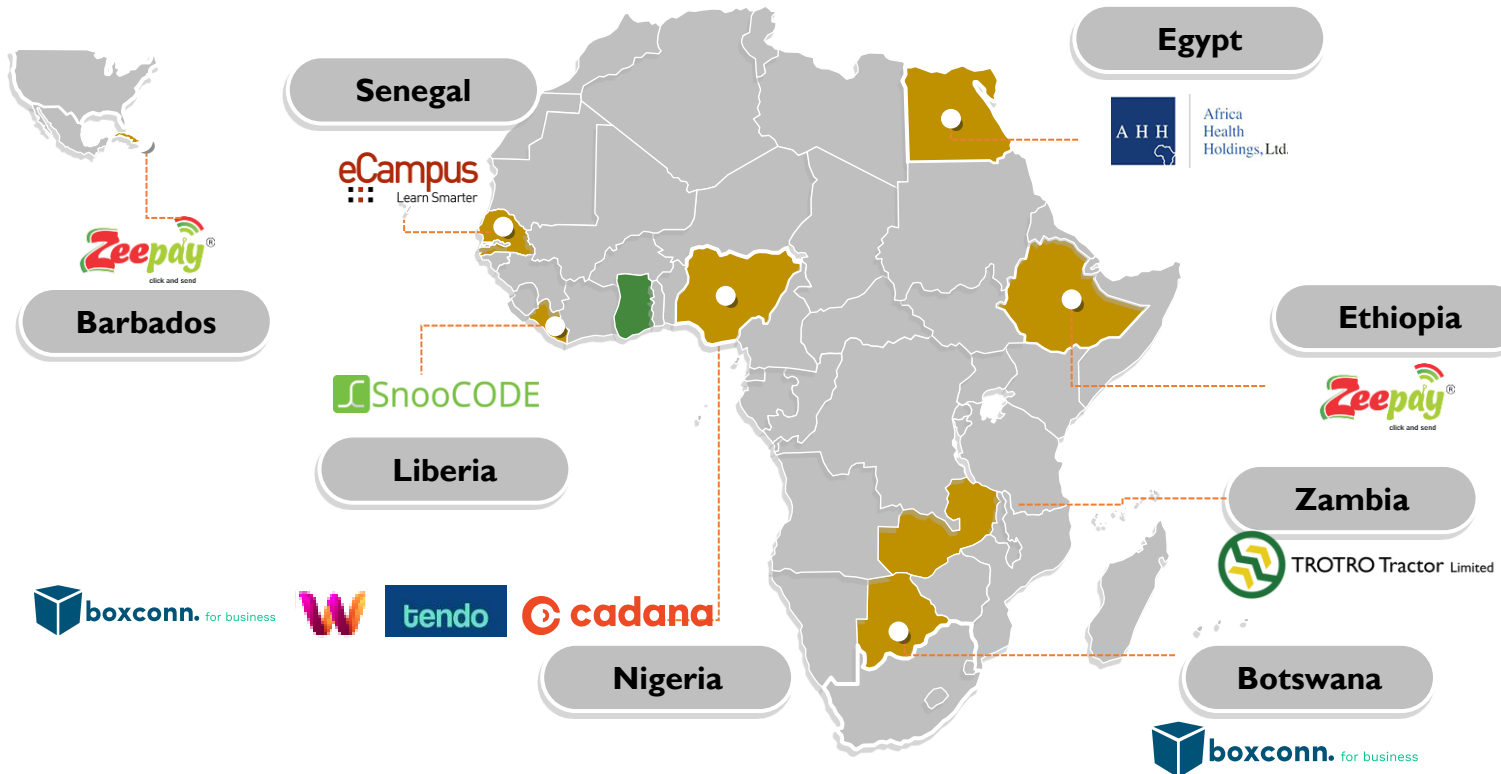 Egypt
Senegal
AHH
Africa
Health
Holdings, Ltd.
eCampus
Learn Smarter
Zeepay®
click and send
Barbados
Ethiopia
Zeepay®
click and send
SnooCODE
Liberia
Zambia
TROTRO Tractor Limited
boxconn. for business
W
tendo
cadana
Nigeria
Botswana
boxconn. for business